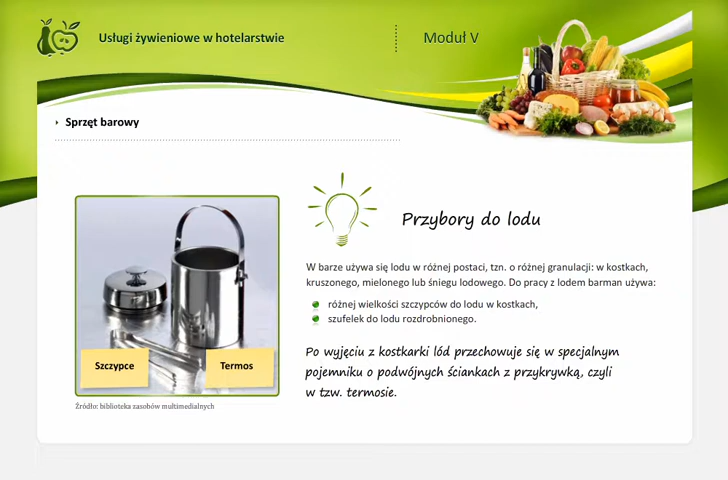 Usługi żywieniowe w hotelarstwie
Moduł V
Sprzęt barowy
Przybory do lodu
W barze używa się lodu w różnej postaci, tzn. o różnej granulacji: w kostkach,
kruszonego, mielonego lub śniegu lodowego. Do pracy z lodem barman używa:
różnej wielkości szczypców do lodu w kostkach,
szufelek do lodu rozdrobnionego.
Po wyjęciu z kostkarki lód przechowuje się w specjalnym
pojemniku o podwójnych ściankach z przykrywką, czyli
w tzw. termosie.
Szczypce
Termos
Źródło: biblioteka zasobów multimedialnych